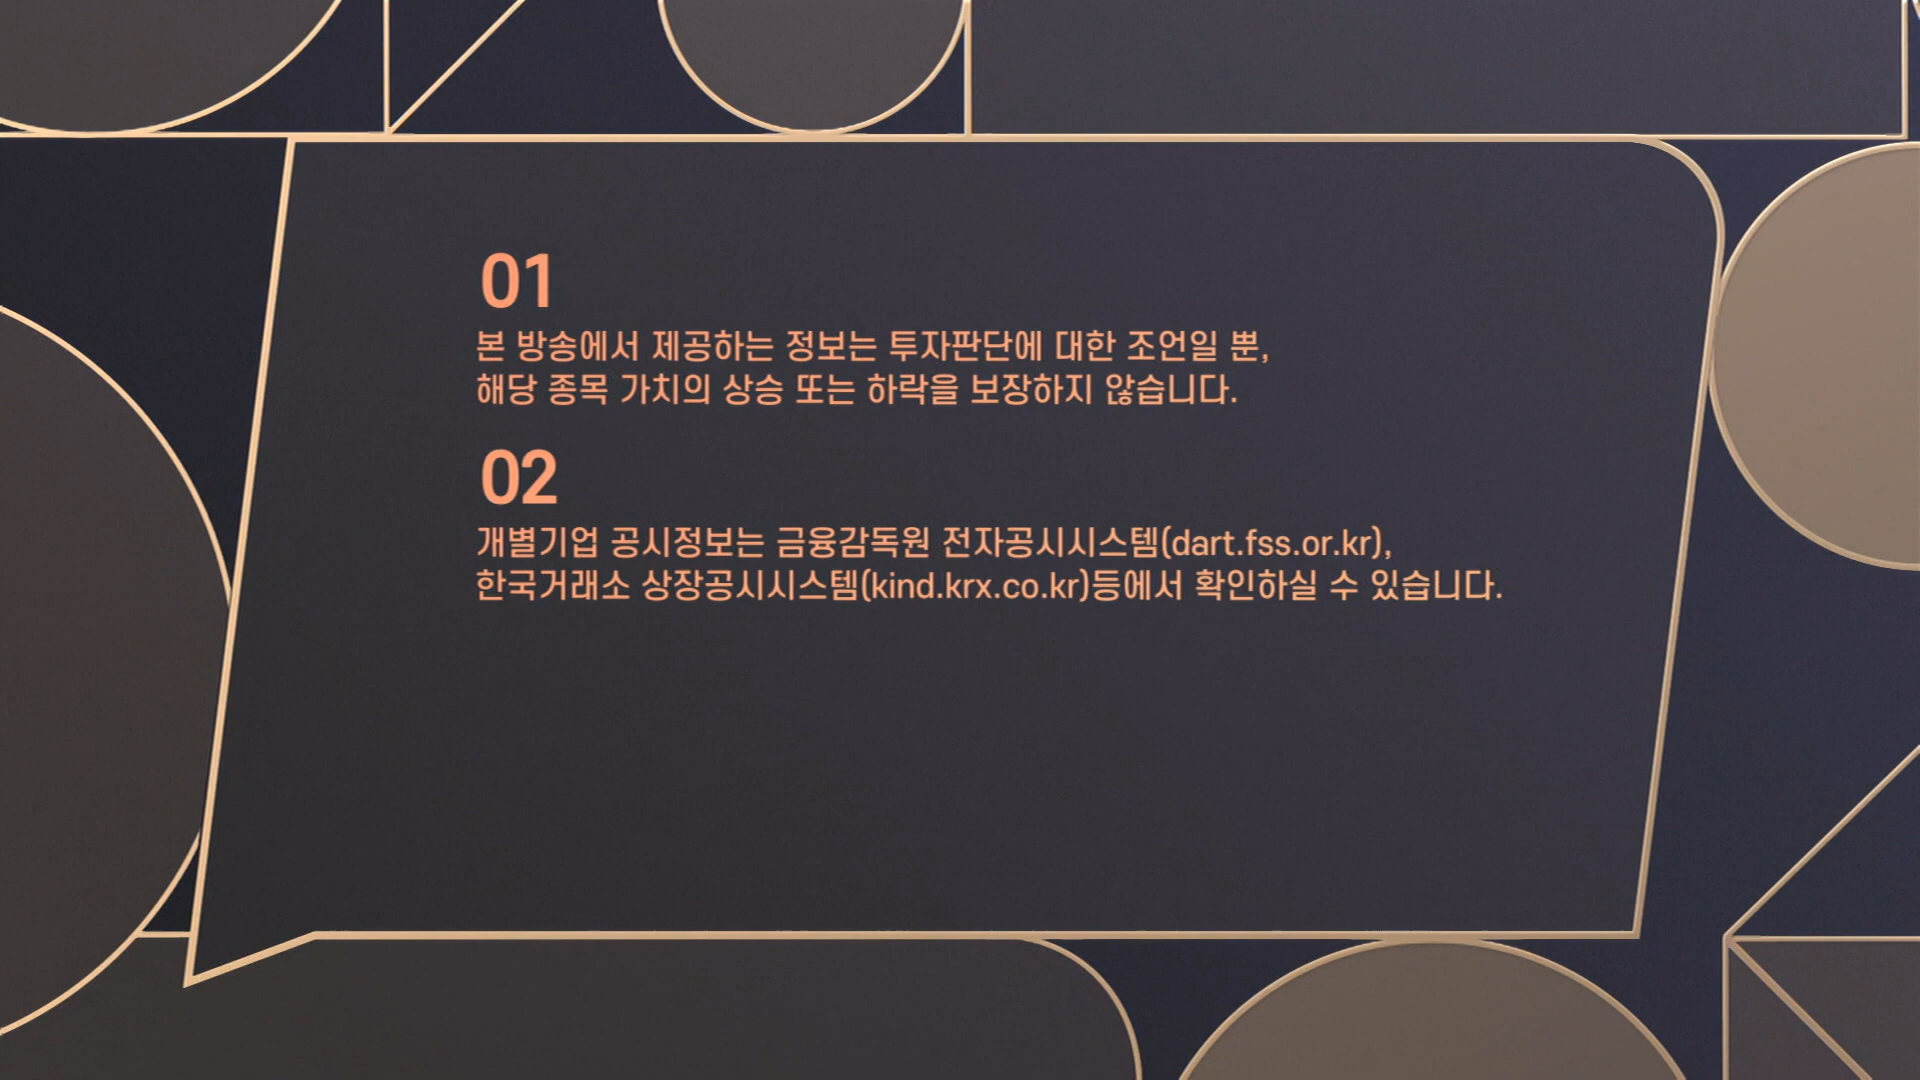 01
본 방송에서 제공하는 정보는 투자판단에 대한 조언일 뿐,
해당 종목 가치의 상승 또는 하락을 보장하지 않습니다.
02
개별기업 공시정보는 금융감독원 전자공시시스템(dart.fss.or.kr),
한국거래소 상장공시시스템(kind.krx.co.kr)등에서 확인하실 수 있습니다.